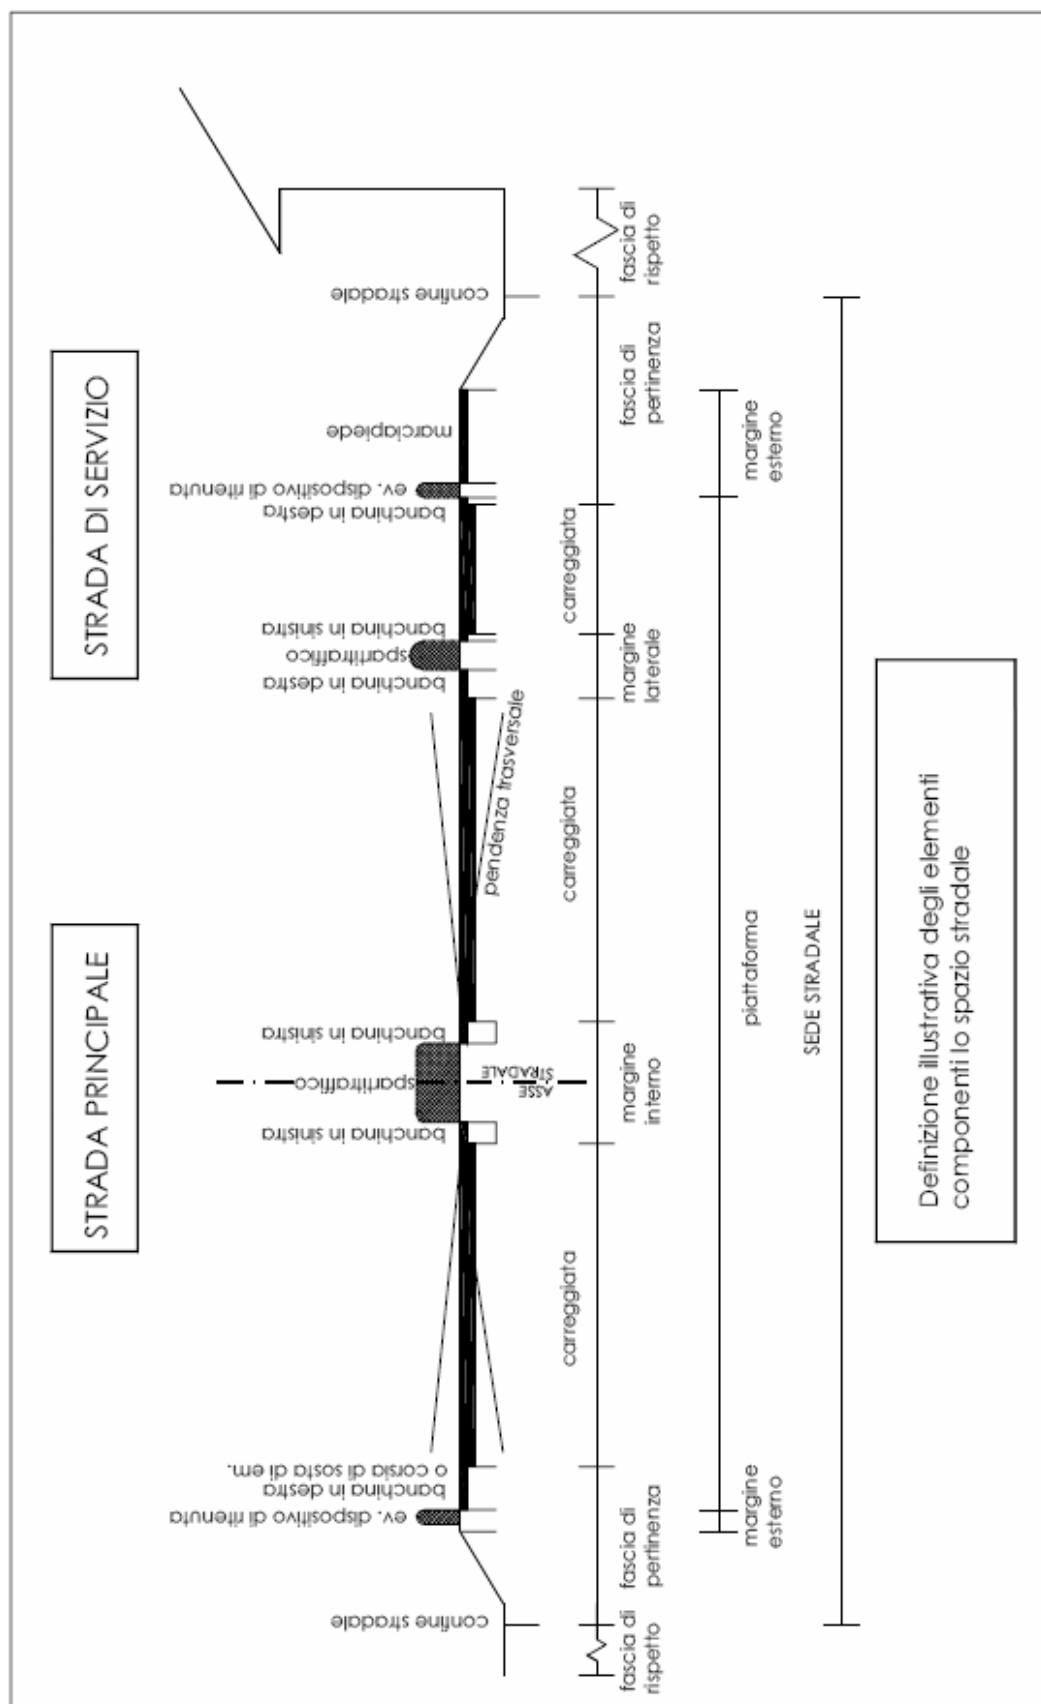 STRADA PRINCIPALE
STRADA DI SERVIZIO
confine stradale
ev. dispositivo di ritenuta
banchina in destra
o corsia di sosta di em.
banchina in sinistra
spartitraffico
banchina in sinistra
banchina in destra
spartitraffico
banchina in sinistra
banchina in destra
ev. dispositivo di ritenuta
marciapiede
confine stradale
ASSE
STRADALE
pendenza trasversale
carreggiata
carreggiata
carreggiata
fascia di
rispetto
fascia di
pertinenza
margine
interno
margine
laterale
fascia di
pertinenza
fascia di
rispetto
margine
esterno
piattaforma
margine
esterno
SEDE STRADALE
Definizione illustrativa degli elementi
componenti lo spazio stradale